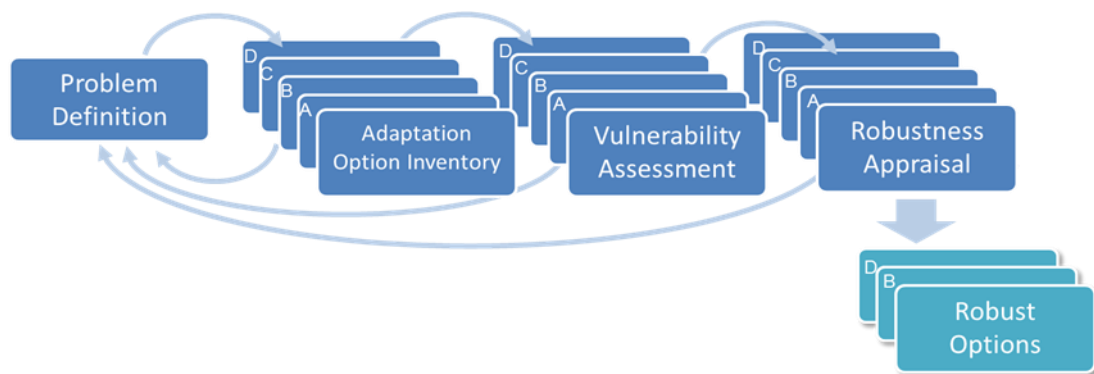 Problem
Definition
D
C
B
A
Adaptation
Option Inventory
D
C
B
A
Vulnerability
Assessment
D
C
B
A
Robustness
Appraisal
D
B
Robust
Options